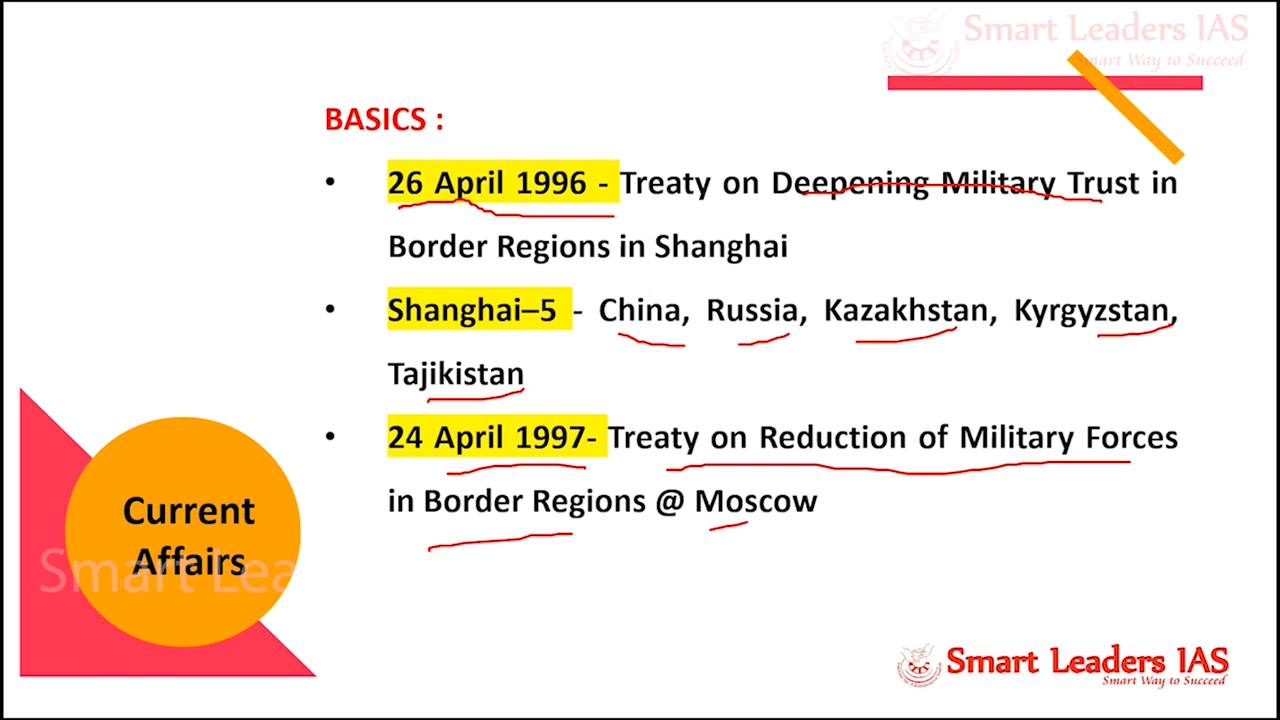 Smart Leaders IAS
Smart Way to Succeed
BASICS :
• 26 April 1996 - Treaty on Deepening Military Trust in
Border Regions in Shanghai
• Shanghai–5 - China, Russia, Kazakhstan, Kyrgyzstan,
Tajikistan
• 24 April 1997- Treaty on Reduction of Military Forces
in Border Regions @ Moscow
Current
Affairs
Smart Lea
Smart Leaders IAS
Smart Way to Succeed